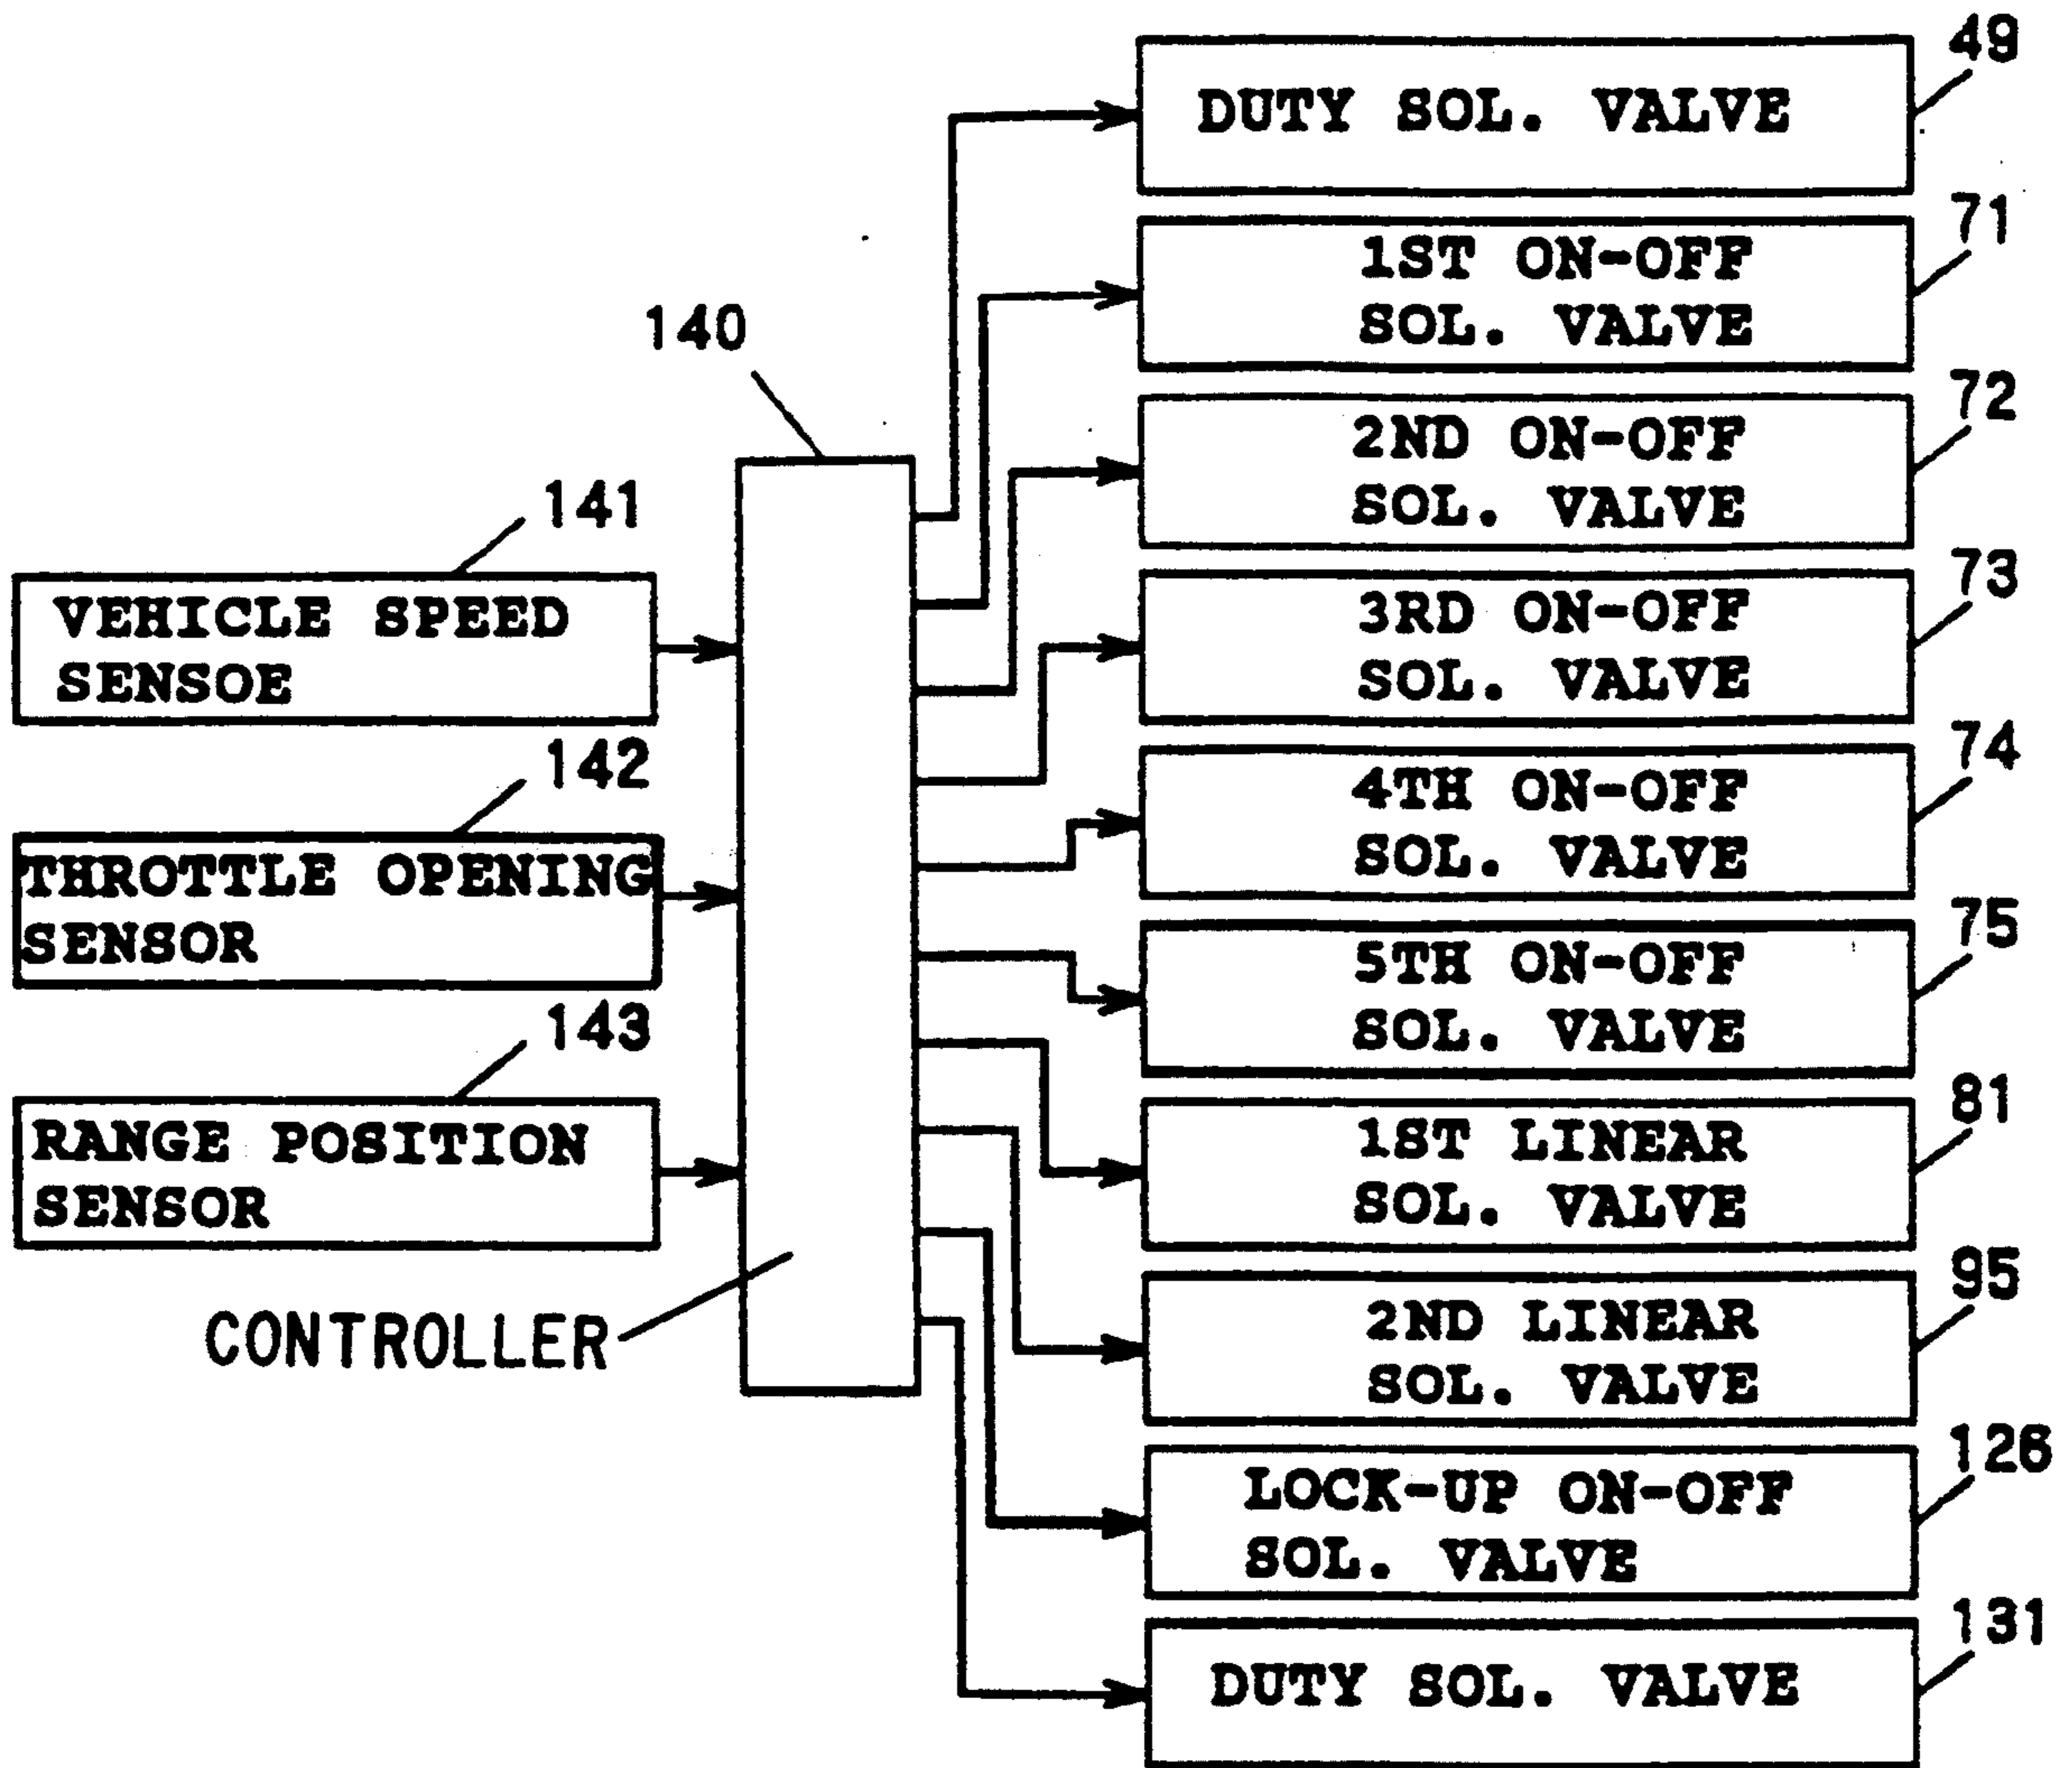 49
DUTY SOL. VALVE
71
1ST ON-OFF
SOL. VALVE
140
72
2ND ON-OFF
SOL. VALVE
141
VEHICLE SPEED
SENSOE
73
3RD ON-OFF
SOL. VALVE
142
THROTTLE OPENING
SENSOR
74
4TH ON-OFF
SOL. VALVE
75
5TH ON-OFF
SOL. VALVE
143
RANGE POSITION
SENSOR
81
1ST LINEAR
SOL. VALVE
CONTROLLER
95
2ND LINEAR
SOL. VALVE
126
LOCK-UP ON-OFF
SOL. VALVE
131
DUTY SOL. VALVE